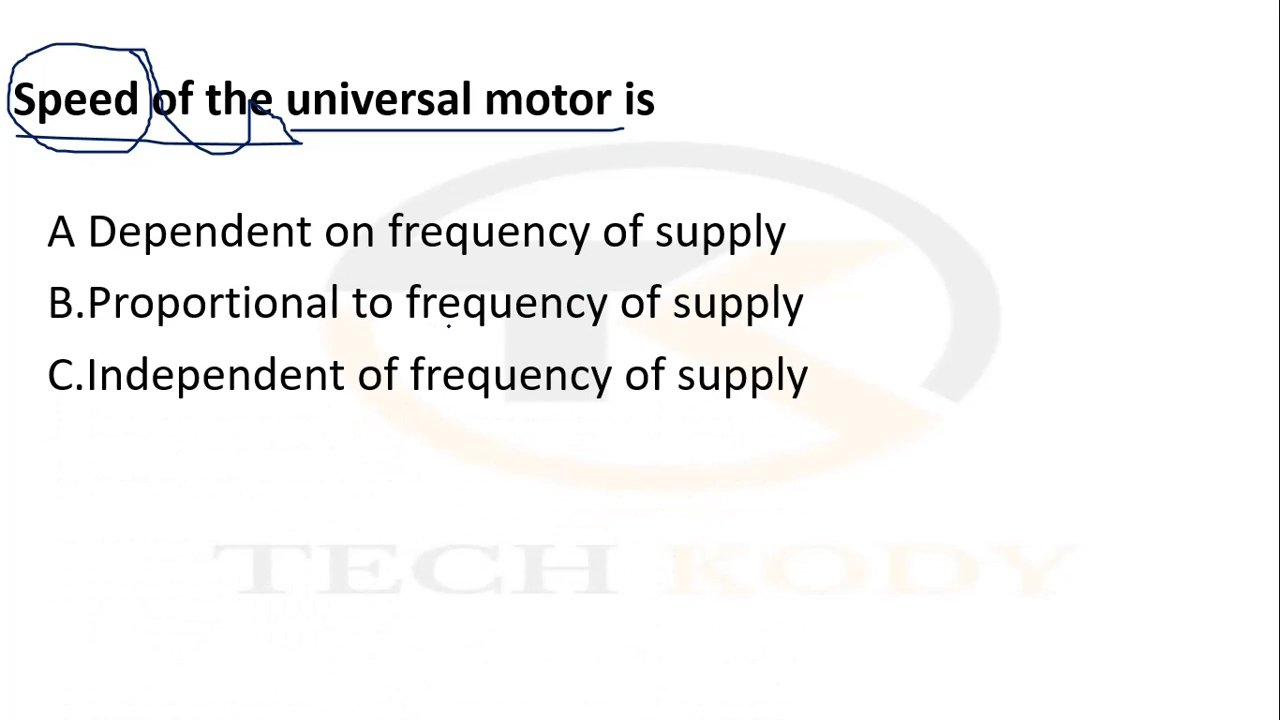 Speed of the universal motor is
A Dependent on frequency of supply
B.Proportional to frequency of supply
C.Independent of frequency of supply
TECH KODY